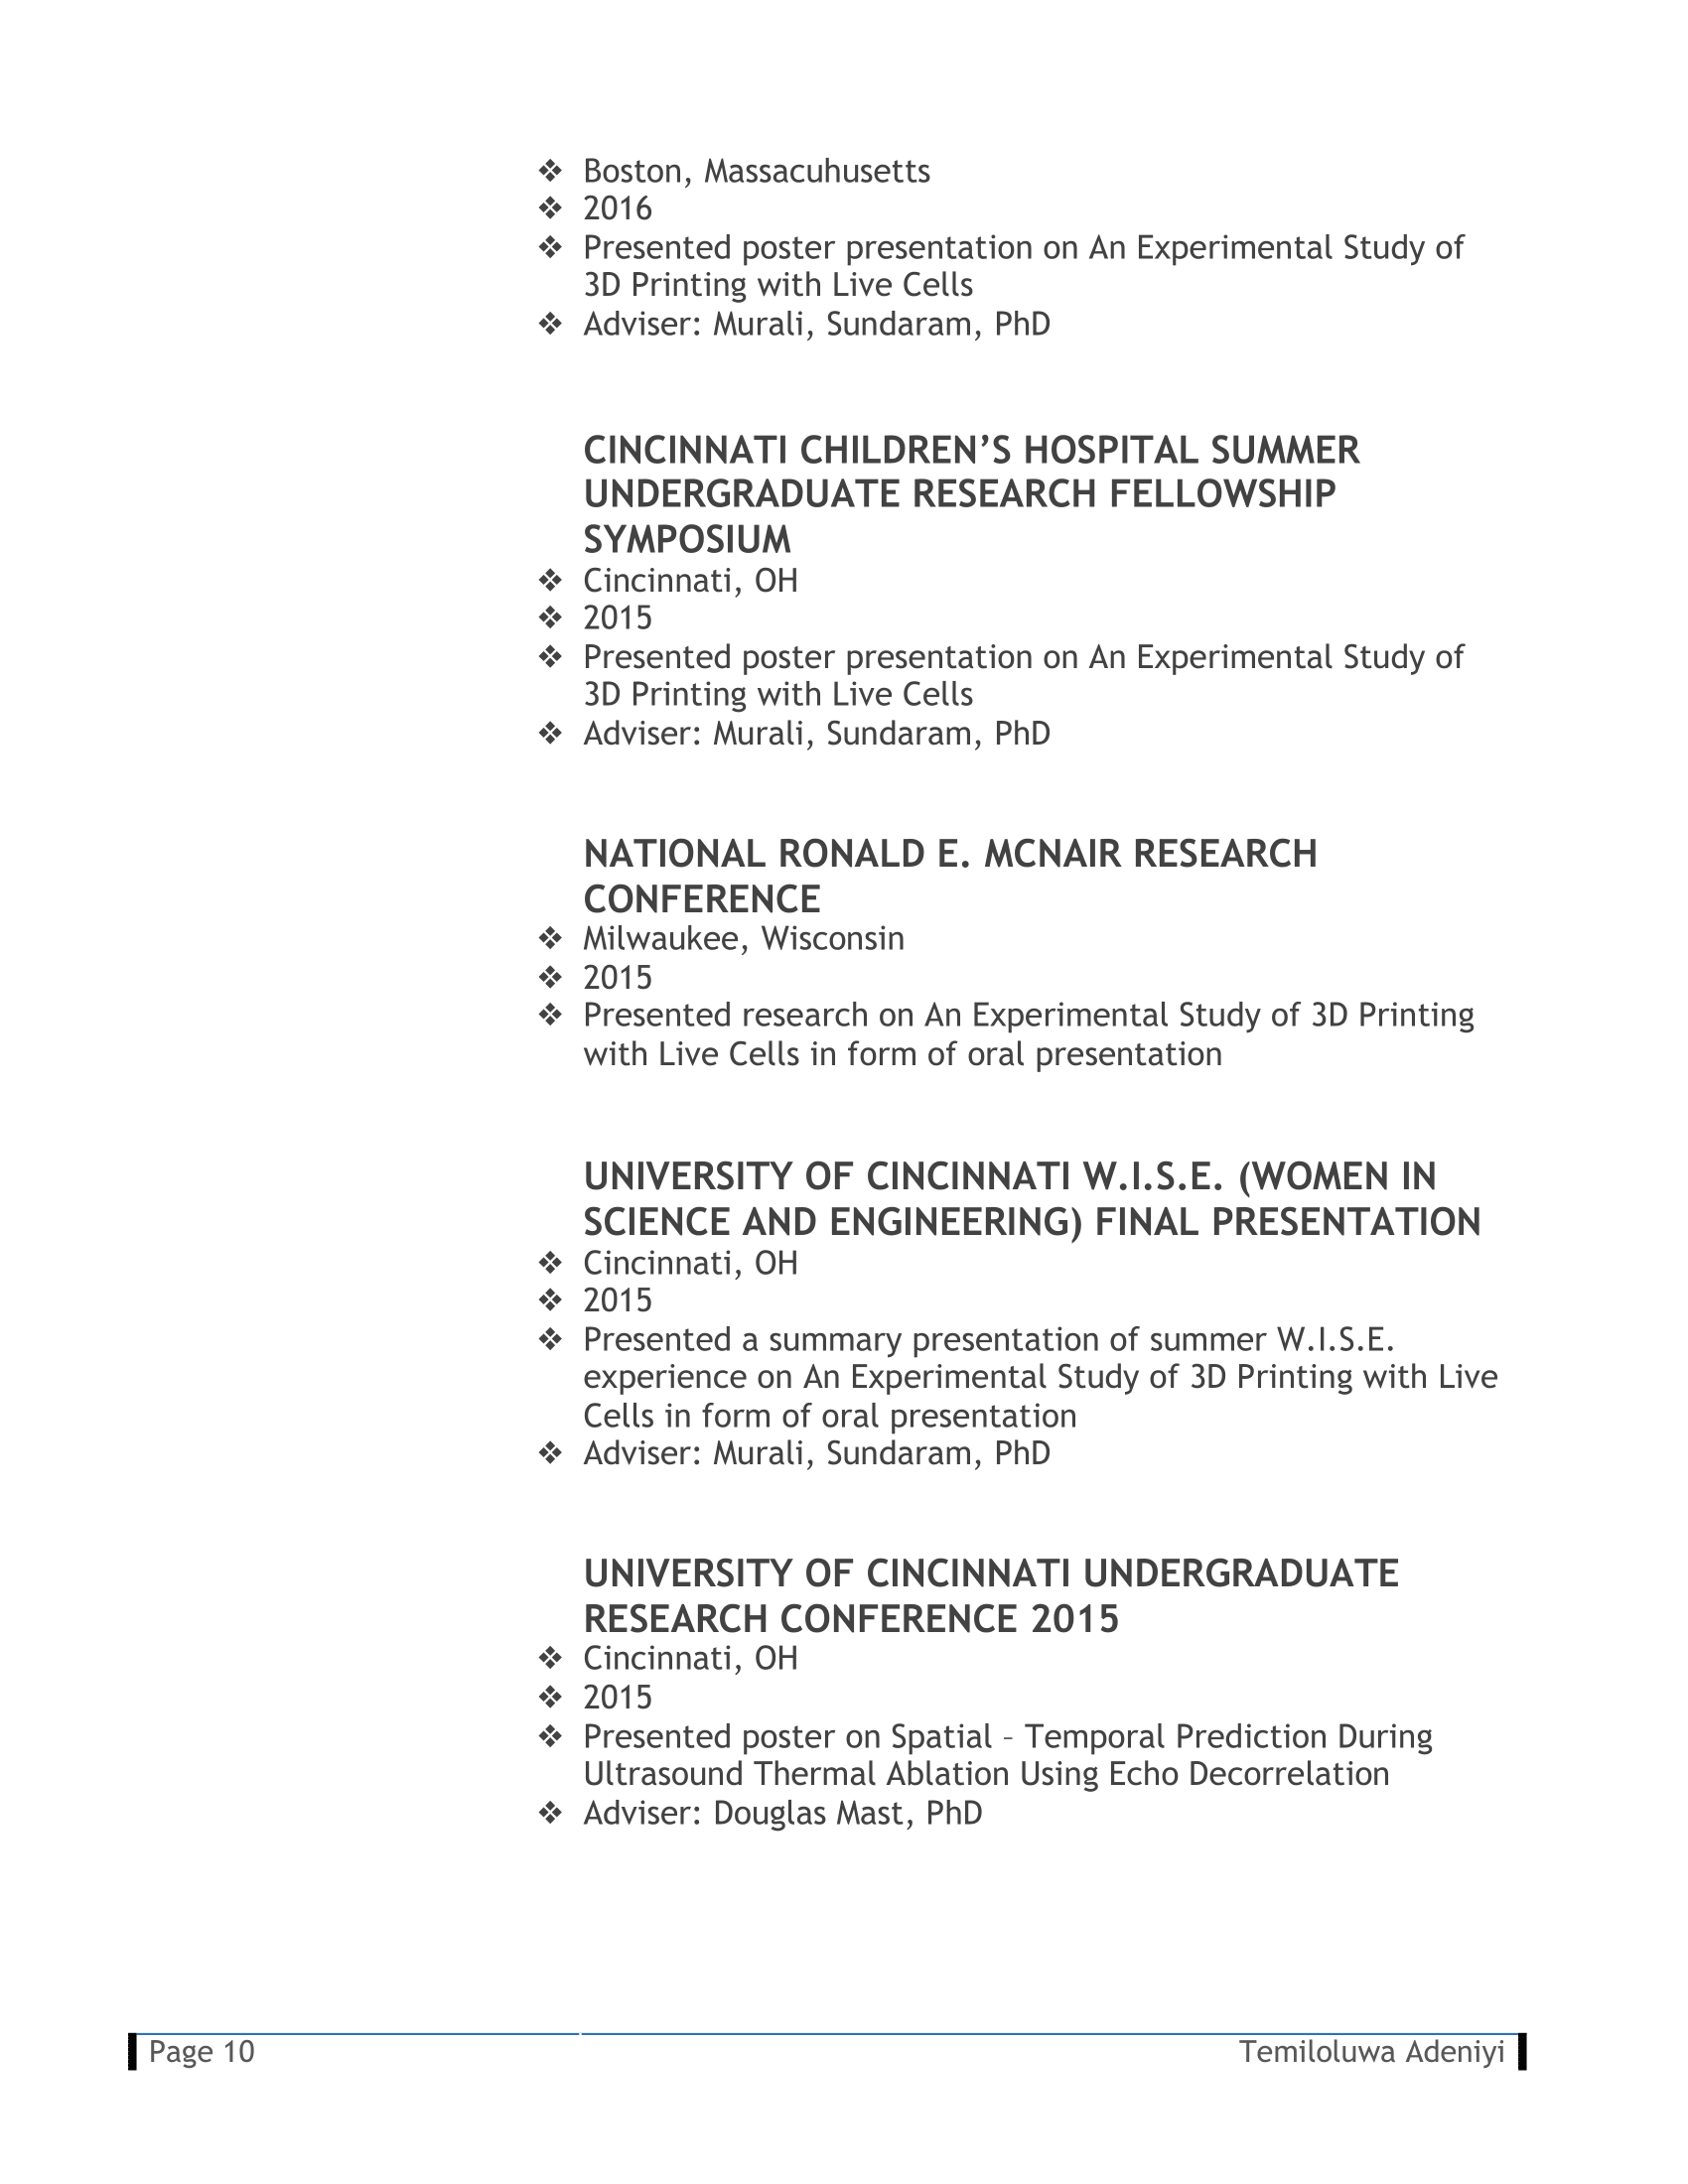 ❖ Boston, Massacuhusetts
❖ 2016
❖ Presented poster presentation on An Experimental Study of
3D Printing with Live Cells
❖ Adviser: Murali, Sundaram, PhD
CINCINNATI CHILDREN’S HOSPITAL SUMMER
UNDERGRADUATE RESEARCH FELLOWSHIP
SYMPOSIUM
❖ Cincinnati, OH
❖ 2015
❖ Presented poster presentation on An Experimental Study of
3D Printing with Live Cells
❖ Adviser: Murali, Sundaram, PhD
NATIONAL RONALD E. MCNAIR RESEARCH
CONFERENCE
❖ Milwaukee, Wisconsin
❖ 2015
❖ Presented research on An Experimental Study of 3D Printing
with Live Cells in form of oral presentation
UNIVERSITY OF CINCINNATI W.I.S.E. (WOMEN IN
SCIENCE AND ENGINEERING) FINAL PRESENTATION
❖ Cincinnati, OH
❖ 2015
❖ Presented a summary presentation of summer W.I.S.E.
experience on An Experimental Study of 3D Printing with Live
Cells in form of oral presentation
❖ Adviser: Murali, Sundaram, PhD
UNIVERSITY OF CINCINNATI UNDERGRADUATE
RESEARCH CONFERENCE 2015
❖ Cincinnati, OH
❖ 2015
❖ Presented poster on Spatial – Temporal Prediction During
Ultrasound Thermal Ablation Using Echo Decorrelation
❖ Adviser: Douglas Mast, PhD
Page 10 Temiloluwa Adeniyi